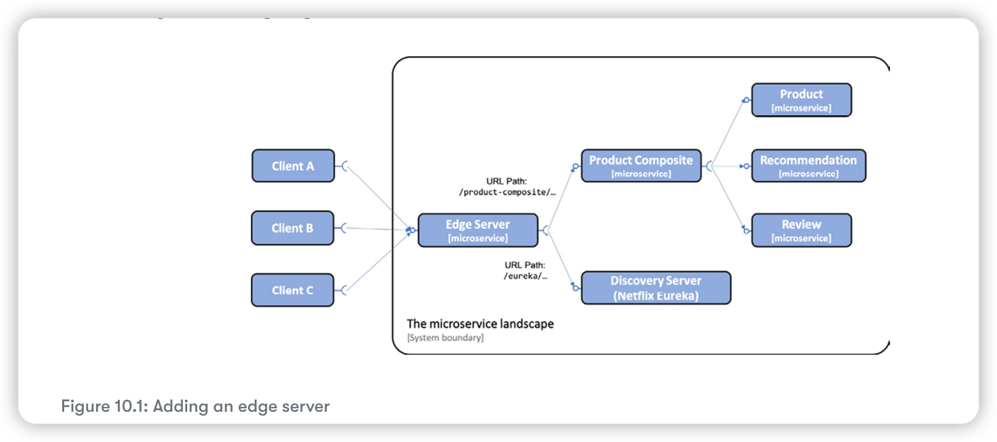 Product
[microservice]
Client A
Product Composite
[microservice]
Recommendation
[microservice]
URL Path:
/product-composite/…
Client B
Edge Server
[microservice]
Review
[microservice]
URL Path:
/eureka/…
Client C
Discovery Server
(Netflix Eureka)
The microservice landscape
[System boundary]
Figure 10.1: Adding an edge server